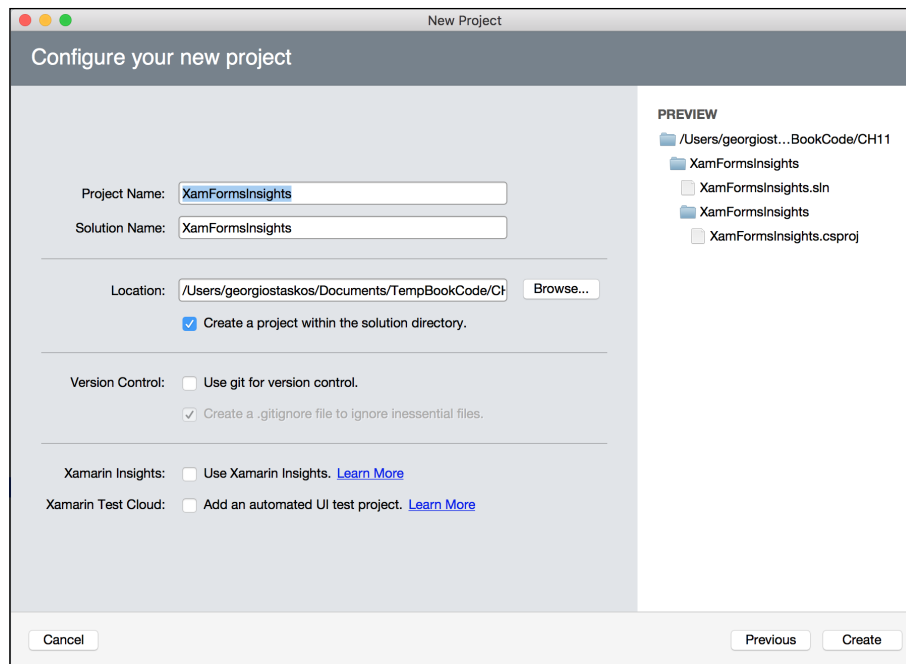 New Project
Configure your new project
Project Name: XamFormsInsights
Solution Name: XamFormsInsights
Location: /Users/georgiostaskos/Documents/TempBookCode/CH Browse...
Create a project within the solution directory.
Version Control: Use git for version control.
Create a .gitignore file to ignore inessential files.
Xamarin Insights: Use Xamarin Insights. Learn More
Xamarin Test Cloud: Add an automated UI test project. Learn More
PREVIEW
/Users/georgiost...BookCode/CH11
XamFormsInsights
XamFormsInsights.sln
XamFormsInsights
XamFormsInsights.csproj
Cancel Previous Create